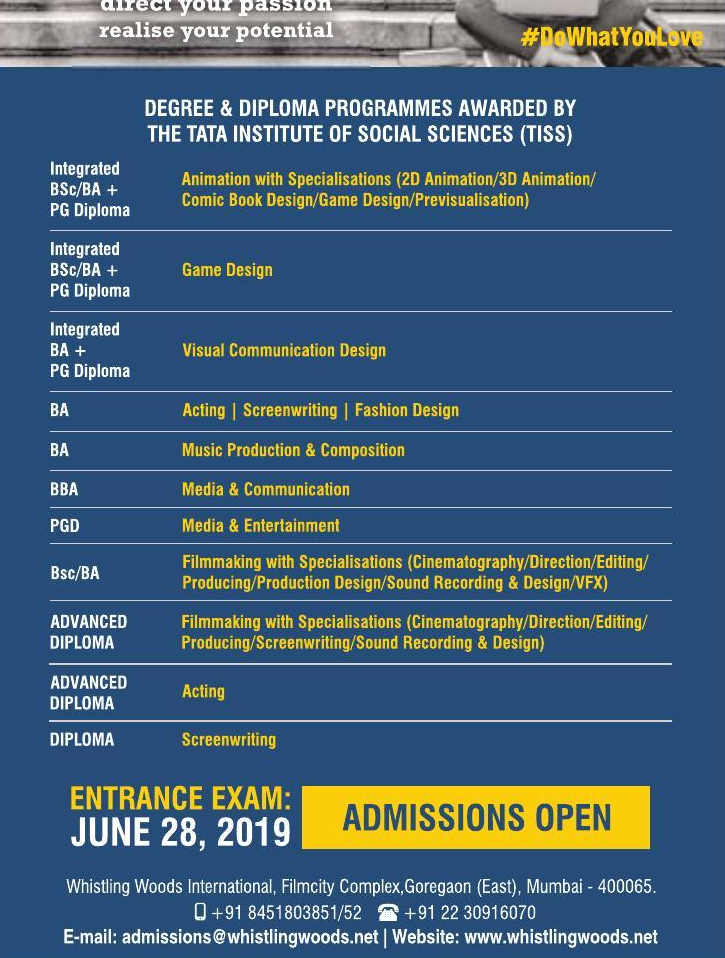 direct your passion
realise your potential
#DoWhatYouLove
DEGREE & DIPLOMA PROGRAMMES AWARDED BY
THE TATA INSTITUTE OF SOCIAL SCIENCES (TISS)
Integrated
BSc/BA +
PG Diploma
Animation with Specialisations (2D Animation/3D Animation/
Comic Book Design/Game Design/Previsualisation)
Integrated
BSc/BA +
PG Diploma
Game Design
Integrated
BA +
PG Diploma
Visual Communication Design
BA
Acting | Screenwriting | Fashion Design
BA
Music Production & Composition
BBA
Media & Communication
PGD
Media & Entertainment
Bsc/BA
Filmmaking with Specialisations (Cinematography/Direction/Editing/
Producing/Production Design/Sound Recording & Design/VFX)
ADVANCED
DIPLOMA
Filmmaking with Specialisations (Cinematography/Direction/Editing/
Producing/Screenwriting/Sound Recording & Design)
ADVANCED
DIPLOMA
Acting
DIPLOMA
Screenwriting
ENTRANCE EXAM:
JUNE 28, 2019
ADMISSIONS OPEN
Whistling Woods International, Filmcity Complex,Goregaon (East), Mumbai - 400065.
+91 8451803851/52 +91 22 30916070
E-mail: admissions@whistlingwoods.net | Website: www.whistlingwoods.net